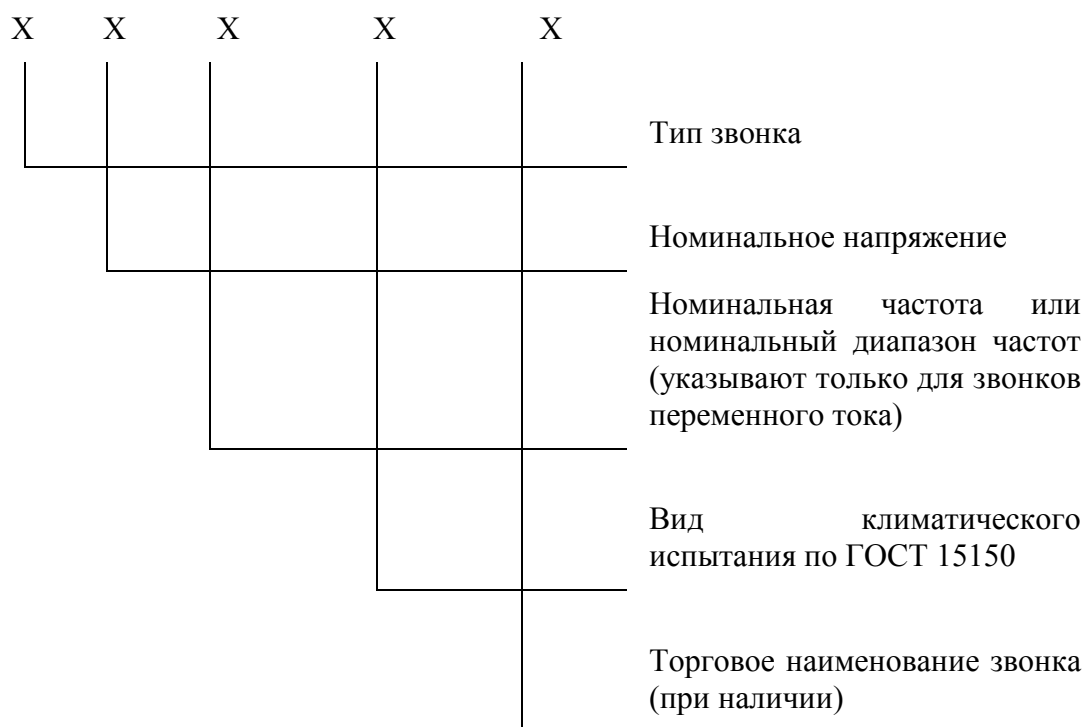 Х Х Х Х Х
Тип звонка
Номинальное напряжение
Номинальная частота или
номинальный диапазон частот
(указывают только для звонков
переменного тока)
Вид климатического
испытания по ГОСТ 15150
Торговое наименование звонка
(при наличии)